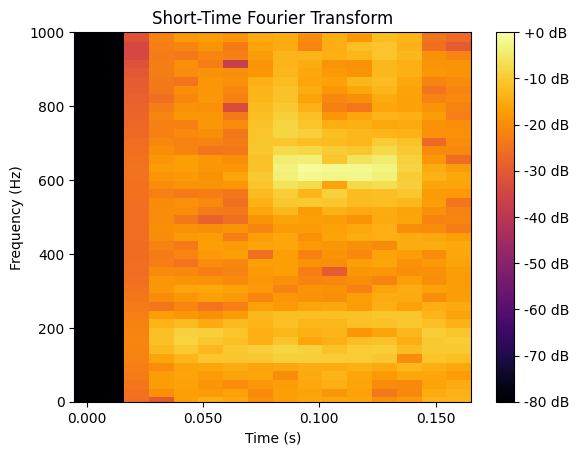 Short-Time Fourier Transform
Frequency (Hz)
1000
800
600
400
200
0
0.000
0.050
0.100
0.150
Time (s)
+0 dB
-10 dB
-20 dB
-30 dB
-40 dB
-50 dB
-60 dB
-70 dB
-80 dB